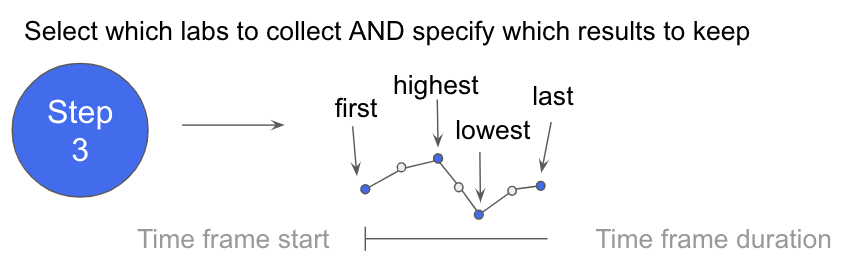 Select which labs to collect AND specify which results to keep
Step
3
first
highest
lowest
last
Time frame start
Time frame duration